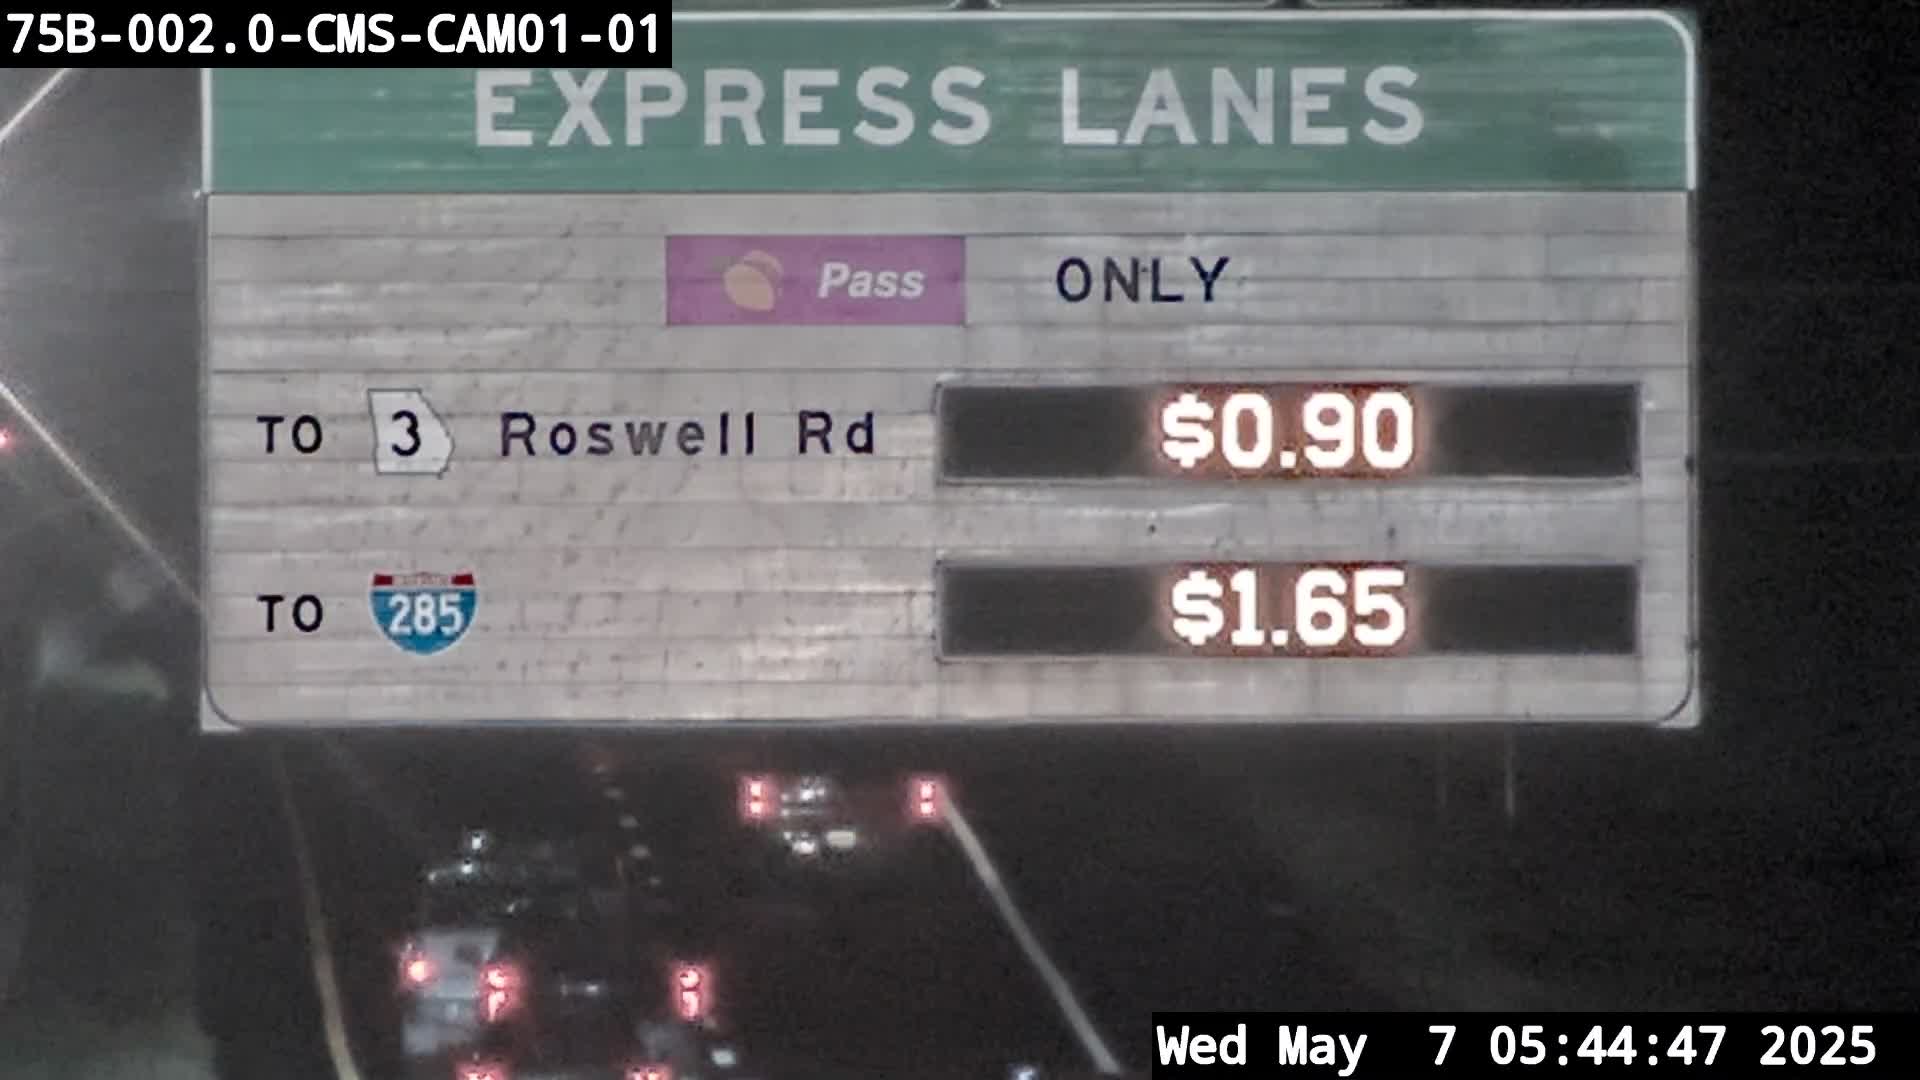 75B-002.0-CMS-CAM01-01
EXPRESS LANES
Pass ONLY
TO 3 Roswell Rd $0.90
TO 285 $1.65
Wed May 7 05:44:47 2025